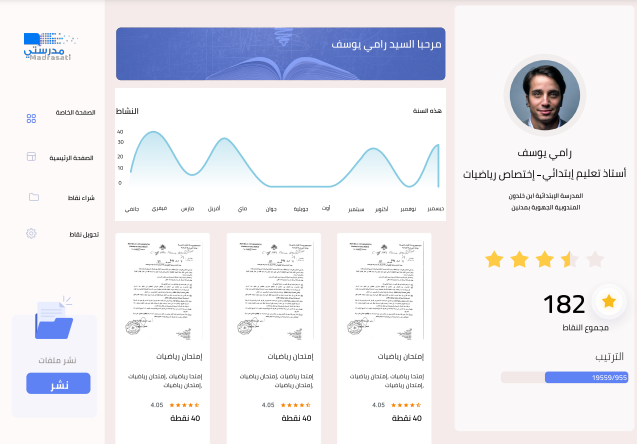 مدرستي
Madrasati
الصفحة الخاصة
الصفحة الرئيسية
شراء نقاط
تحويل نقاط
نشر ملفات
نشر
مرحبا السيد رامي يوسف
النشاط
هذه السنة
40
30
20
10
0
جانفي
فيفري
مارس
أفريل
ماي
جوان
جويلية
أوت
سبتمبر
أكتوبر
نوفمبر
ديسمبر
إمتحان رياضيات
إمتحنا رياضيات ,إمتحان رياضيات
,إمتحان رياضيات
4.05
40 نقطة
إمتحان رياضيات
إمتحنا رياضيات ,إمتحان رياضيات
,إمتحان رياضيات
4.05
40 نقطة
إمتحان رياضيات
إمتحنا رياضيات ,إمتحان رياضيات
,إمتحان رياضيات
4.05
40 نقطة
رامي يوسف
أستاذ تعليم إبتدائي - إختصاص رياضيات
المدرسة الإبتدائية ابن خلدون
المندوبية الجهوية بمدنين
182
مجموع النقاط
الترتيب
19559/955